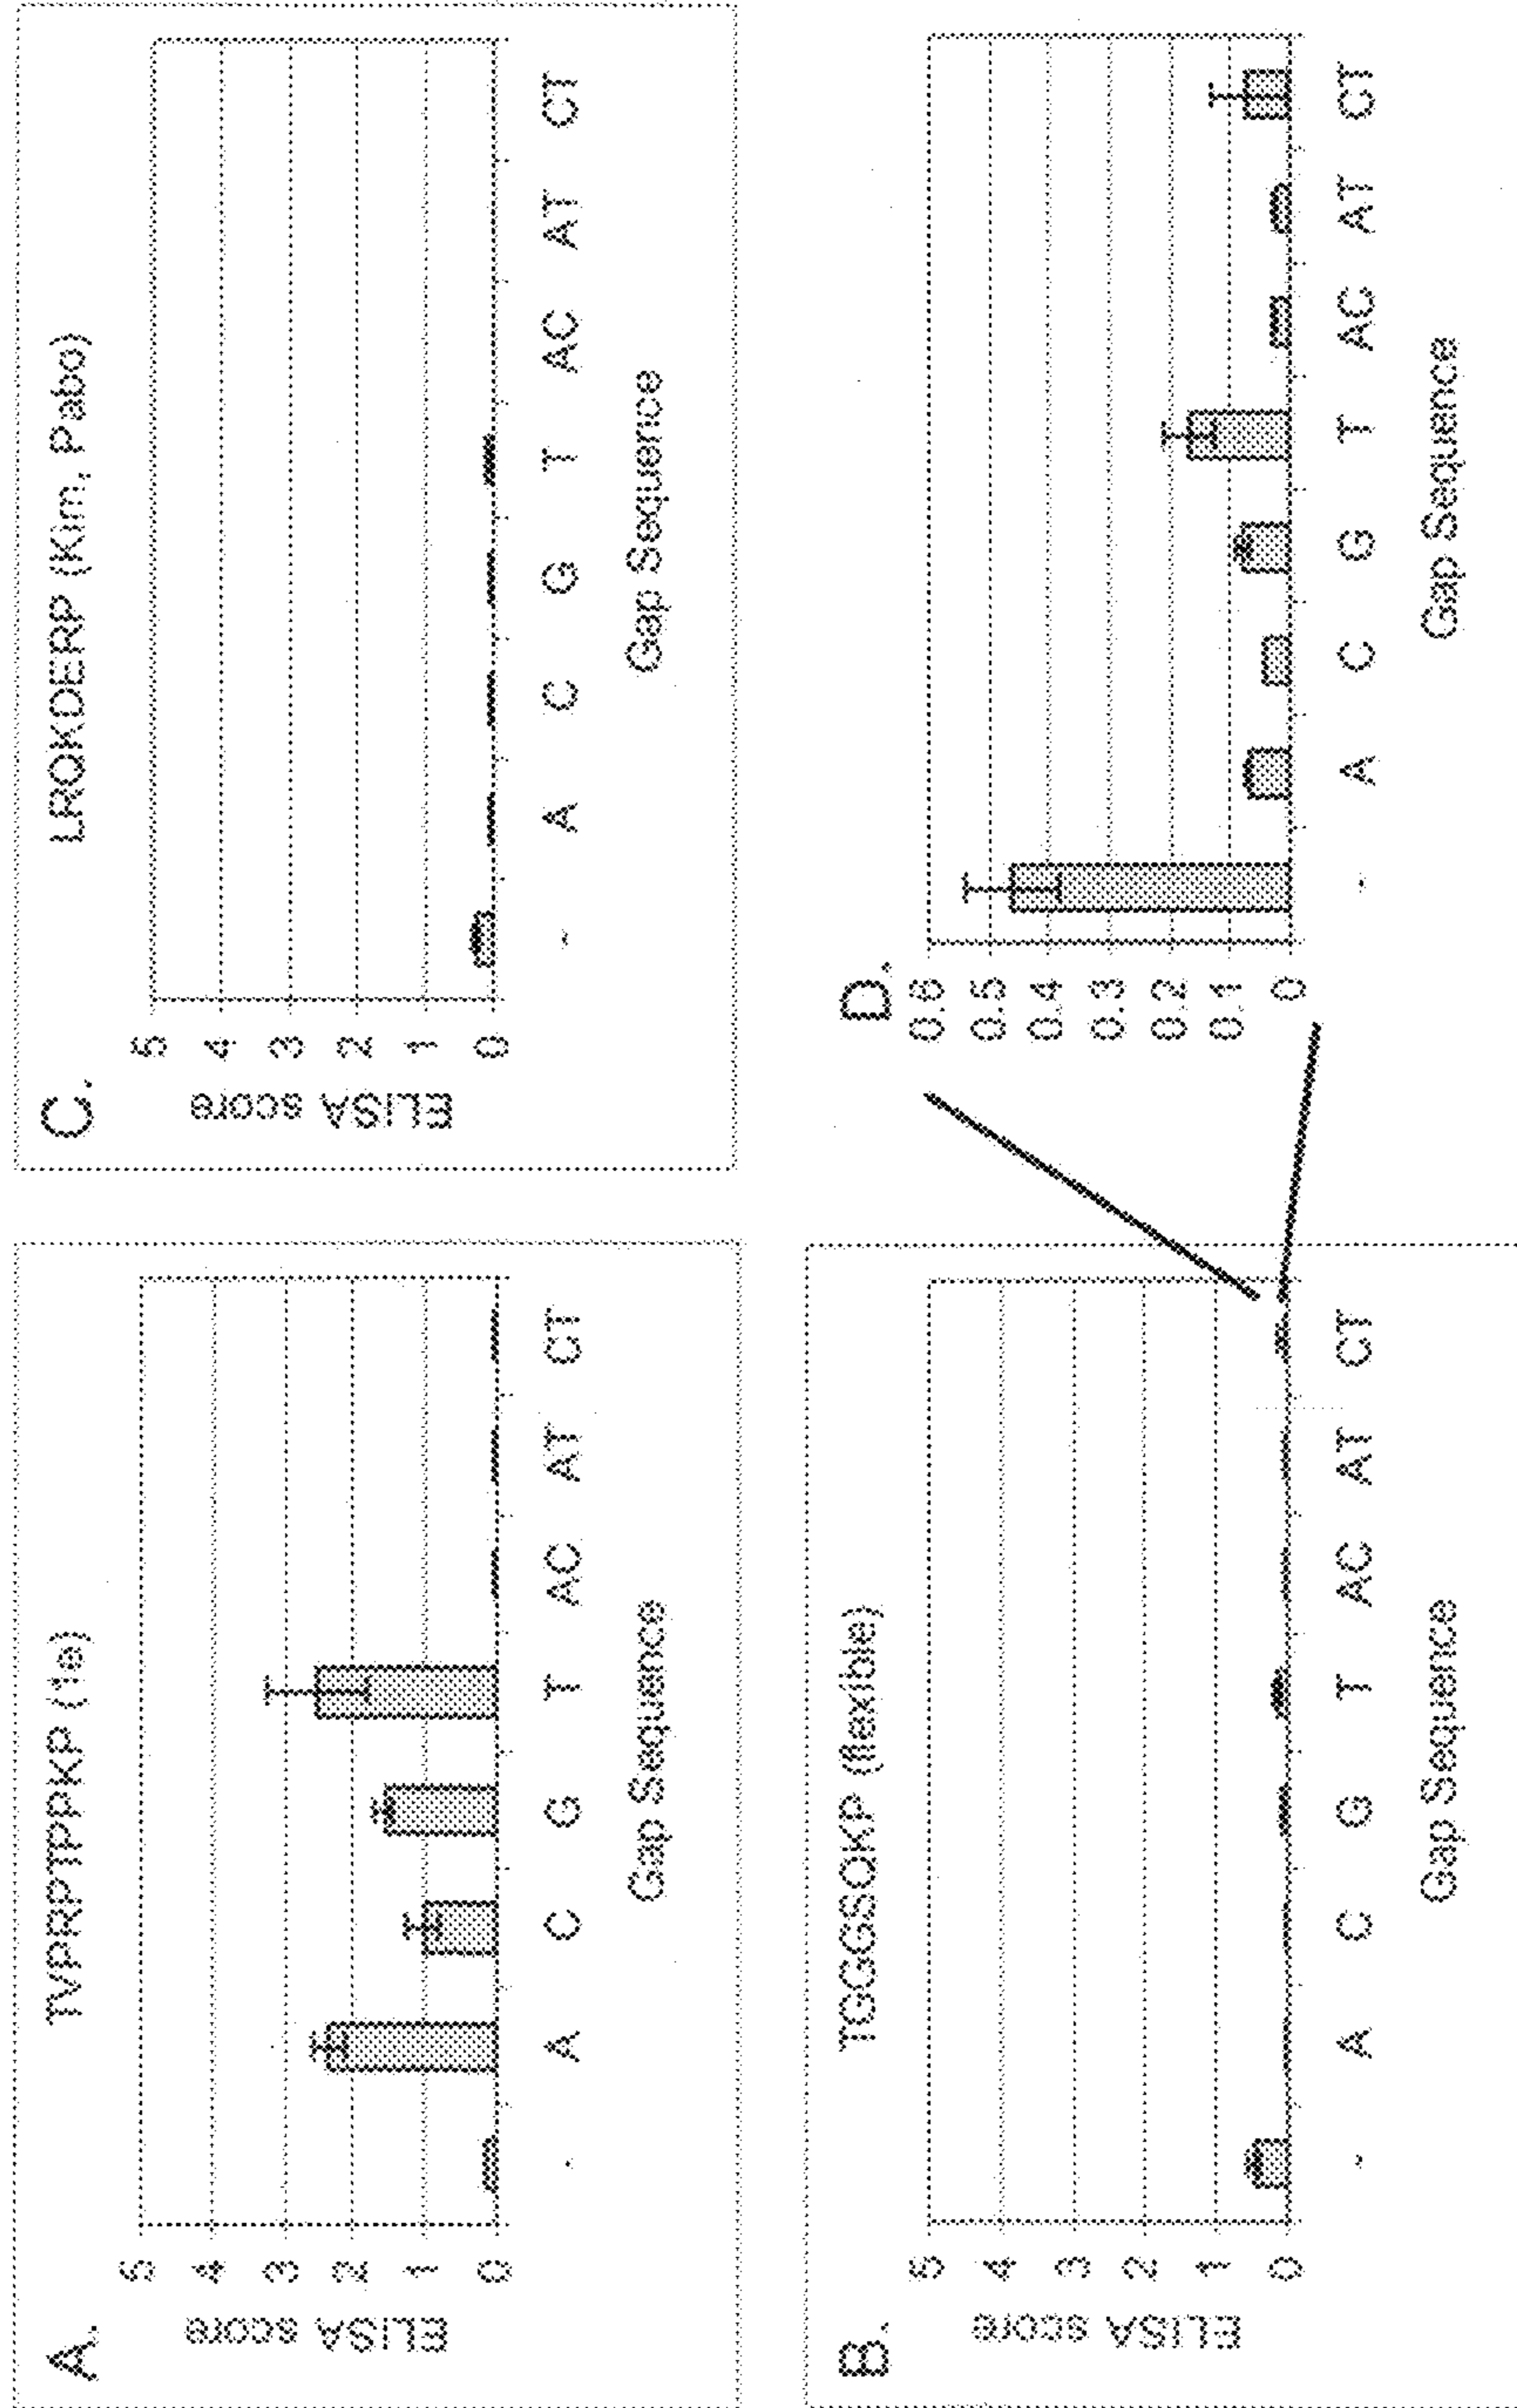 A.
TVPRPTPPKP (1e)
ELISA score
5
4
3
2
1
0
- A C G T AC AT CT
Gap Sequence
B.
TGGGSQKP (flexible)
ELISA score
5
4
3
2
1
0
- A C G T AC AT CT
Gap Sequence
C.
LRQKDERP (Kim, Pabo)
ELISA score
5
4
3
2
1
0
- A C G T AC AT CT
Gap Sequence
D.
0.6
0.5
0.4
0.3
0.2
0.1
0
- A C G T AC AT CT
Gap Sequence